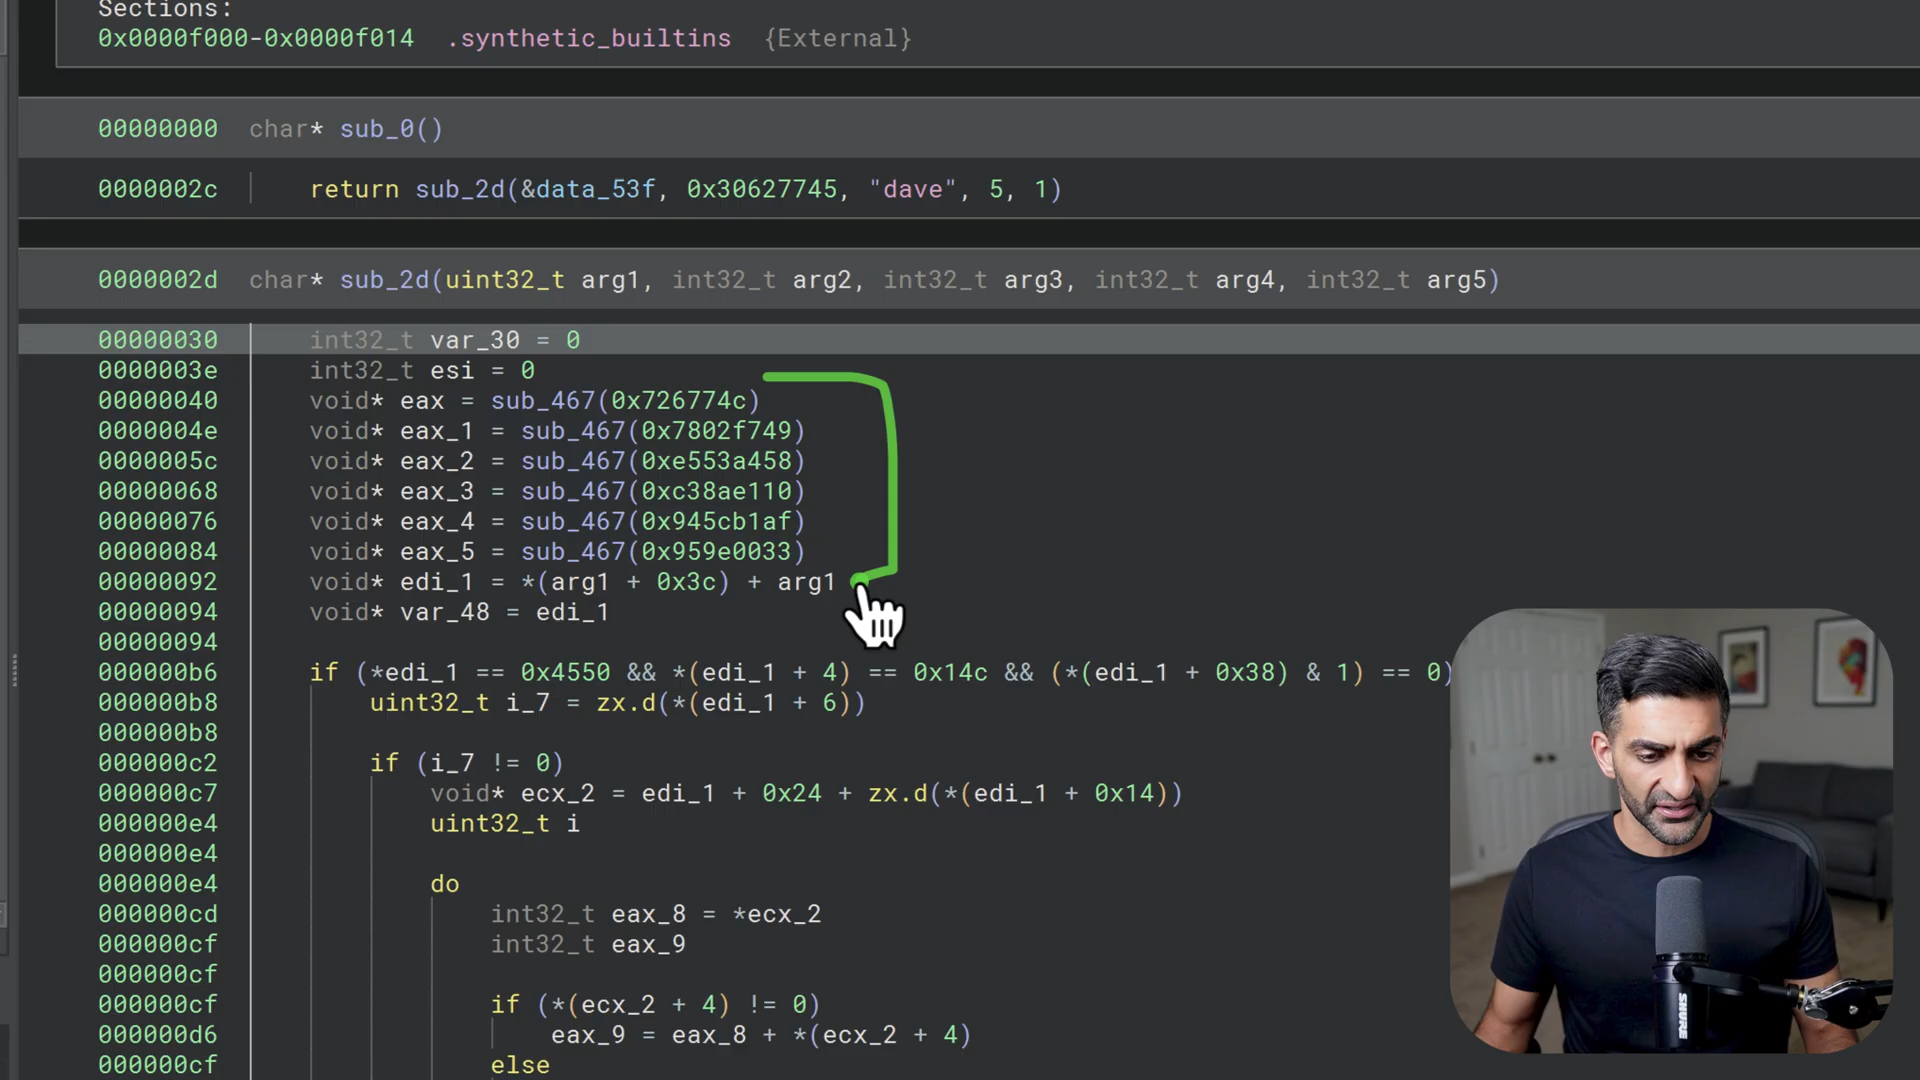 Sections:
0x0000f000-0x0000f014  .synthetic_builtins  {External}
00000000  char* sub_0()
0000002c  return sub_2d(&data_53f, 0x30627745, "dave", 5, 1)
0000002d  char* sub_2d(uint32_t arg1, int32_t arg2, int32_t arg3, int32_t arg4, int32_t arg5)
00000030  int32_t var_30 = 0
0000003e  int32_t esi = 0
00000040  void* eax = sub_467(0x726774c)
0000004e  void* eax_1 = sub_467(0x7802f749)
0000005c  void* eax_2 = sub_467(0xe553a458)
00000068  void* eax_3 = sub_467(0xc38ae110)
00000076  void* eax_4 = sub_467(0x945cb1af)
00000084  void* eax_5 = sub_467(0x959e0033)
00000092  void* edi_1 = *(arg1 + 0x3c) + arg1
00000094  void* var_48 = edi_1
00000094
000000b6  if (*edi_1 == 0x4550 && *(edi_1 + 4) == 0x14c && (*(edi_1 + 0x38) & 1) == 0)
000000b8  uint32_t i_7 = zx.d(*(edi_1 + 6))
000000b8
000000c2  if (i_7 != 0)
000000c7  void* ecx_2 = edi_1 + 0x24 + zx.d(*(edi_1 + 0x14))
000000e4  uint32_t i
000000e4
000000e4  do
000000cd  int32_t eax_8 = *ecx_2
000000cf  int32_t eax_9
000000cf
000000cf  if (*(ecx_2 + 4) != 0)
000000d6  eax_9 = eax_8 + *(ecx_2 + 4)
000000cf  else
SHURE